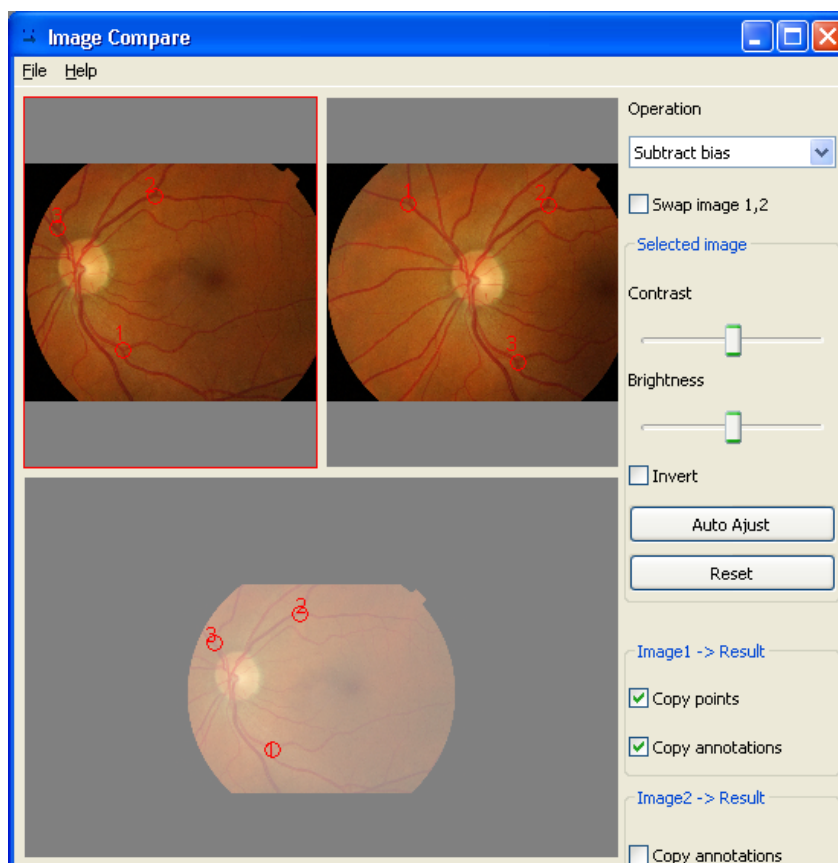 Image Compare
File Help
Operation
Subtract bias
Swap image 1,2
Selected image
Contrast
Brightness
Invert
Auto Ajust
Reset
Image1 -> Result
Copy points
Copy annotations
Image2 -> Result
Copy annotations
3
2
1
1
2
3
3
2
1